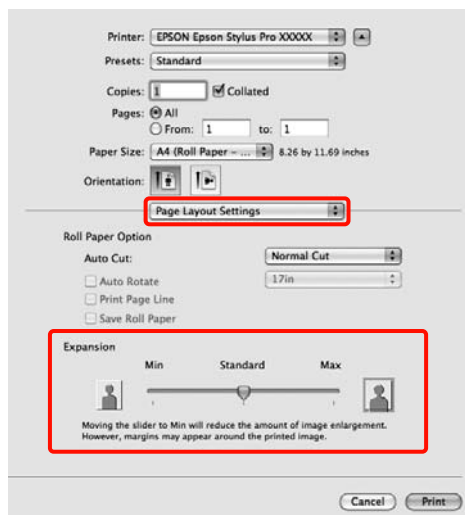 Printer: EPSON Epson Stylus Pro XXXXX
Presets: Standard
Copies: 1 Collated
Pages: All
From: 1 to: 1
Paper Size: A4 (Roll Paper – ... 8.26 by 11.69 inches
Orientation:
Page Layout Settings
Roll Paper Option
Auto Cut: Normal Cut
Auto Rotate 17in
Print Page Line
Save Roll Paper
Expansion
Min Standard Max
Moving the slider to Min will reduce the amount of image enlargement.
However, margins may appear around the printed image.
Cancel Print